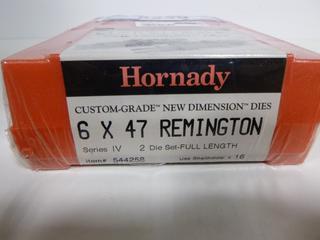 Hornady
CUSTOM-GRADE™ NEW DIMENSION™ DIES
6 X 47 REMINGTON
Series IV 2 Die Set-FULL LENGTH
Item# 544258 Use Shellholder # 16